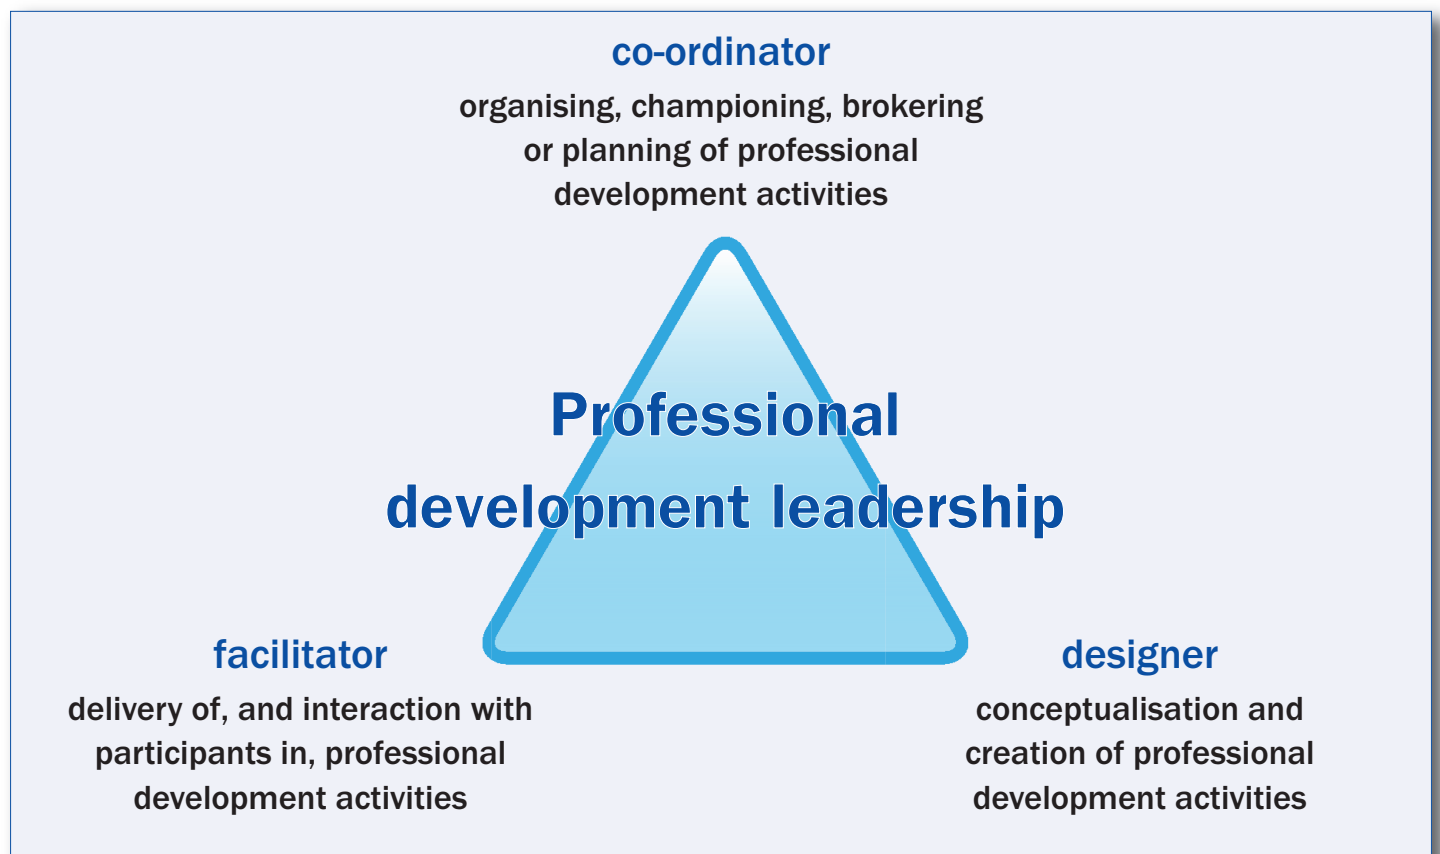 co-ordinator
organising, championing, brokering
or planning of professional
development activities
Professional
development leadership
facilitator
delivery of, and interaction with
participants in, professional
development activities
designer
conceptualisation and
creation of professional
development activities